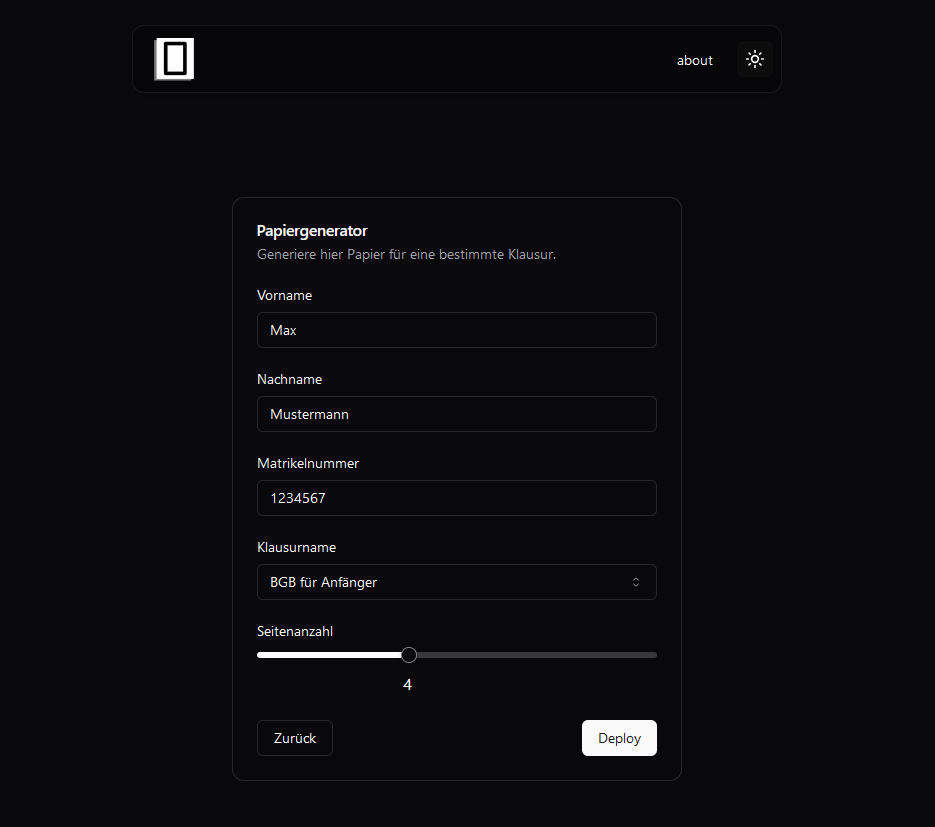 about
Papiergenerator
Generiere hier Papier für eine bestimmte Klausur.
Vorname
Max
Nachname
Mustermann
Matrikelnummer
1234567
Klausurname
BGB für Anfänger
Seitenanzahl
4
Zurück Deploy